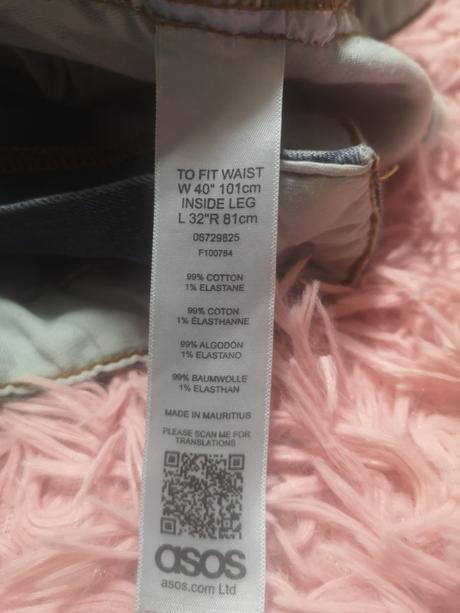 TO FIT WAIST
W 40" 101cm
INSIDE LEG
L 32"R 81cm
06729825
F100784
99% COTTON
1% ELASTANE
99% COTON
1% ÉLASTHANNE
99% ALGODÓN
1% ELASTANO
99% BAUMWOLLE
1% ELASTHAN
MADE IN MAURITIUS
PLEASE SCAN ME FOR
TRANSLATIONS
asos
asos.com Ltd